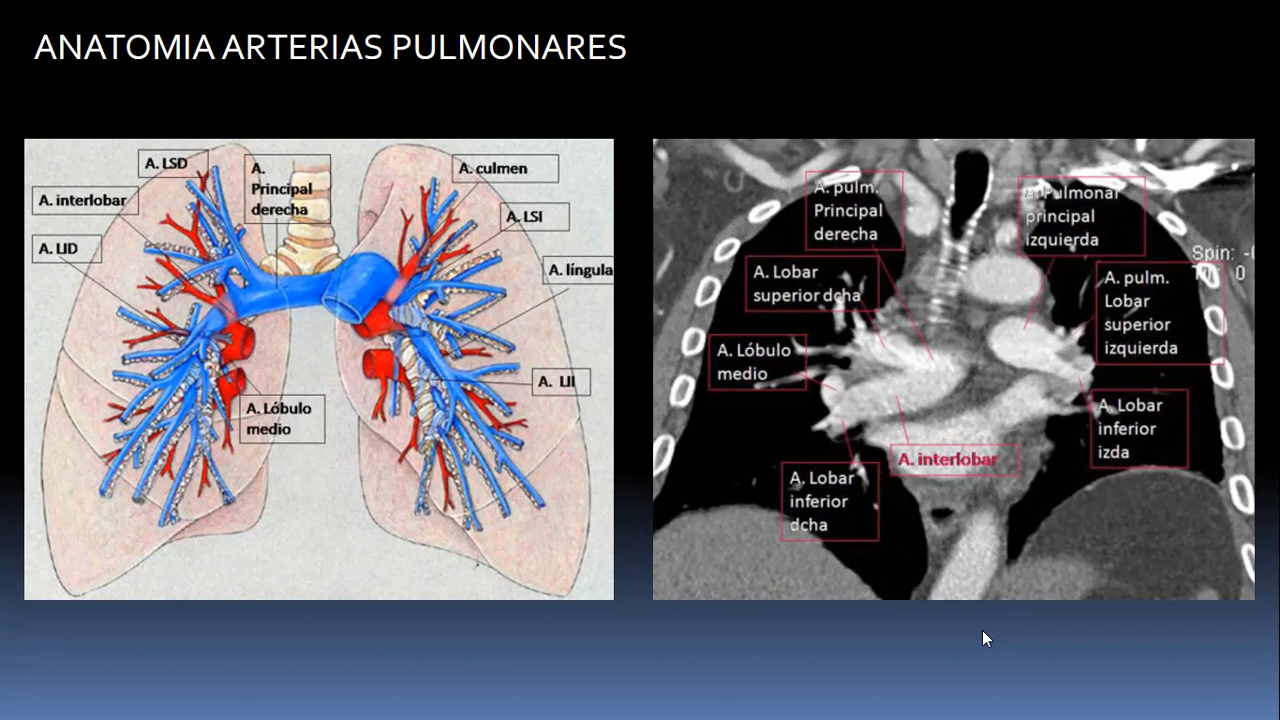 ANATOMIA ARTERIAS PULMONARES
A. LSD
A.
Principal
derecha
A. interlobar
A. LID
A. culmen
A. LSI
A. língula
A. LII
A. Lóbulo
medio
A. pulm.
Principal
derecha
a. Pulmonar
principal
izquierda
A. Lobar
superior dcha
A. pulm.
Lobar
superior
izquierda
A. Lóbulo
medio
A. Lobar
inferior
izda
A. interlobar
A. Lobar
inferior
dcha
Spin: -0